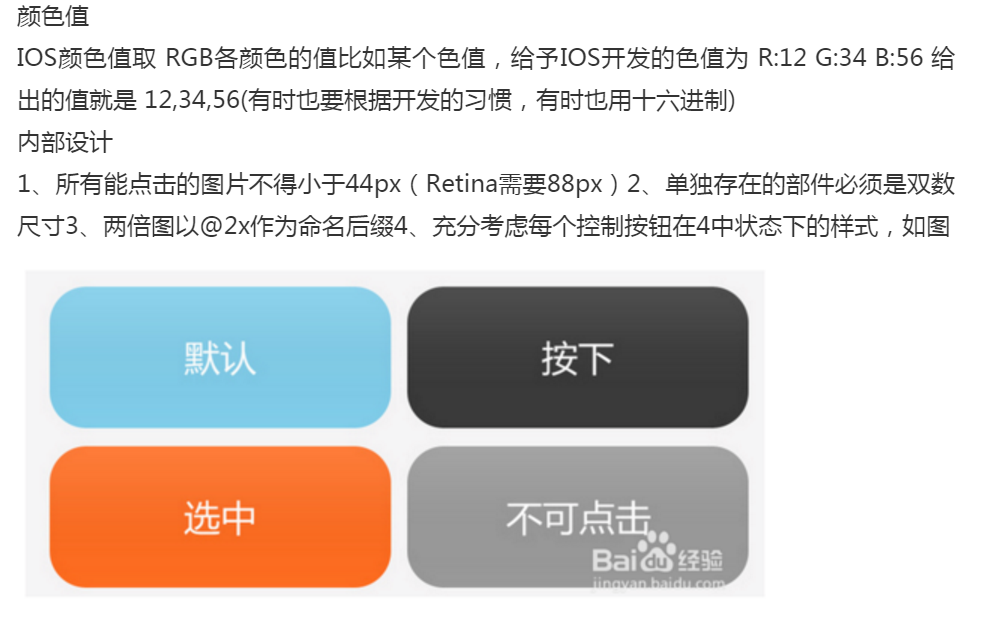 颜色值
IOS颜色值取 RGB各颜色的值比如某个色值，给予IOS开发的色值为 R:12 G:34 B:56 给
出的值就是 12,34,56(有时也要根据开发的习惯，有时也用十六进制)
内部设计
1、所有能点击的图片不得小于44px（Retina需要88px）2、单独存在的部件必须是双数
尺寸3、两倍图以@2x作为命名后缀4、充分考虑每个控制按钮在4中状态下的样式，如图
默认
按下
选中
不可点击
Baidu经验
jingyan.baidu.com